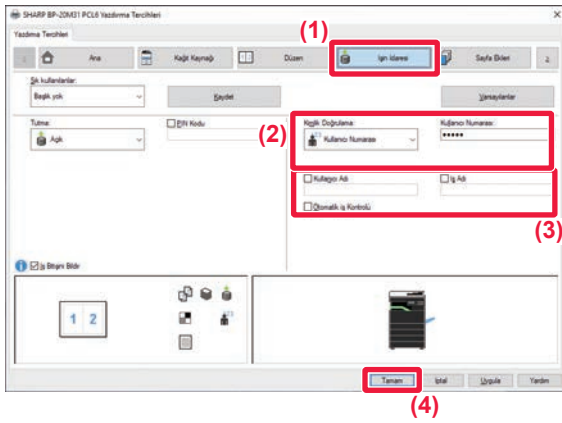 SHARP BP-20M31 PCL6 Yazdırma Tercihleri
Yazdırma Tercihleri
(1)
Ana
Kağıt Kaynağı
Düzen
İşin İdaresi
Sayfa Ekleri
Sık kullanılanlar:
Başlık yok
Kaydet
Varsayılanlar
Tutma:
Açık
PIN Kodu
(2)
Kimlik Doğrulama:
Kullanıcı Numarası
Kullanıcı Numarası:
•••••
Kullanıcı Adı
İş Adı
Otomatik İş Kontrolü
(3)
İş Bitişini Bildir
1 2
Tamam
İptal
Uygula
Yardım
(4)